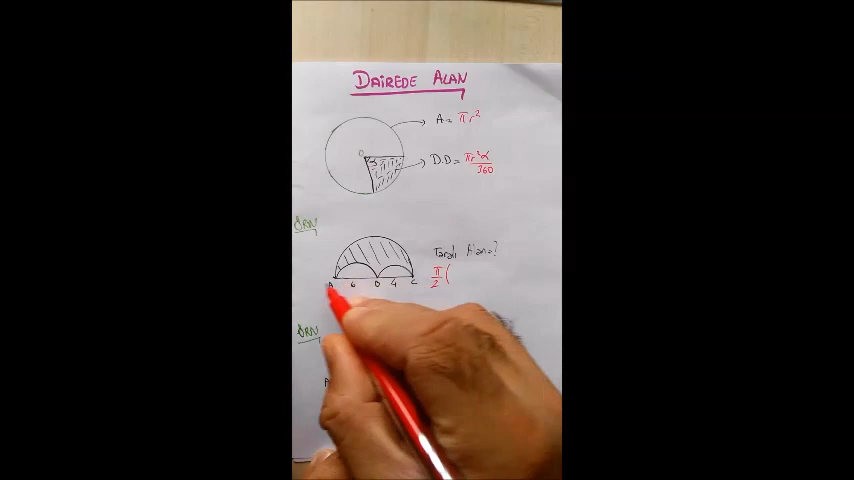 DAİREDE ALAN
A = πr²
O
α
D.D = πr²α/360
ÖRN
Taralı Alan=?
π/2 (
A 6 D 4 C
ÖRN
A